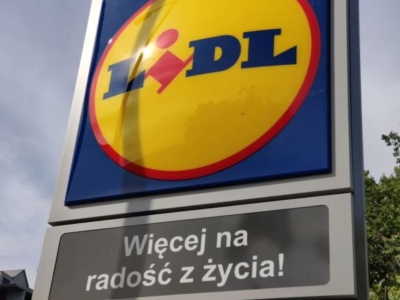 LiDL
Więcej na
radość z życia!